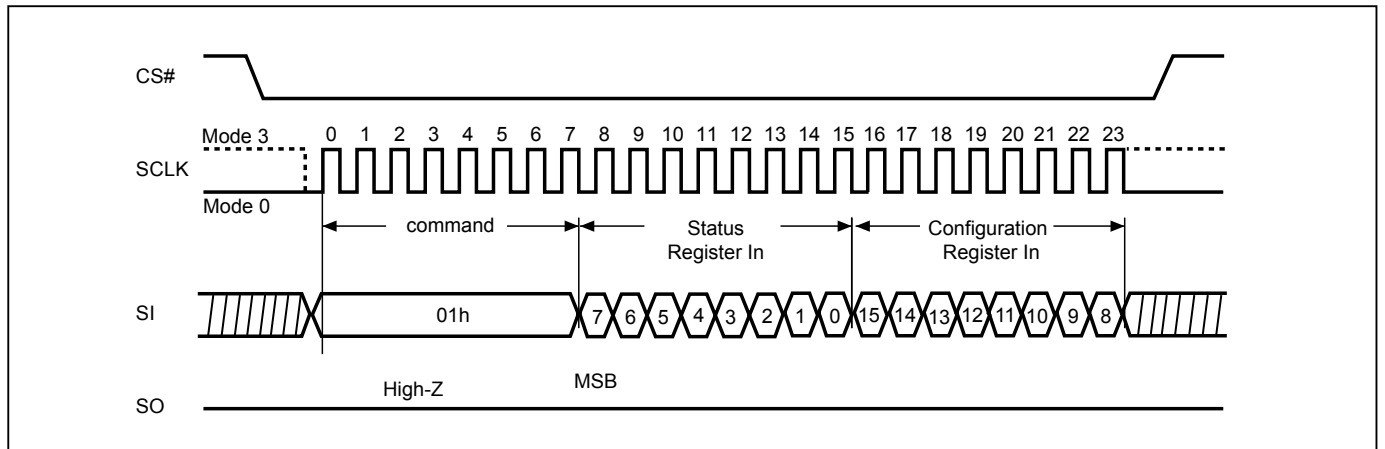 CS#
Mode 3
0 1 2 3 4 5 6 7 8 9 10 11 12 13 14 15 16 17 18 19 20 21 22 23
SCLK
Mode 0
command
Status
Register In
Configuration
Register In
SI
01h
7 6 5 4 3 2 1 0 15 14 13 12 11 10 9 8
High-Z
MSB
SO